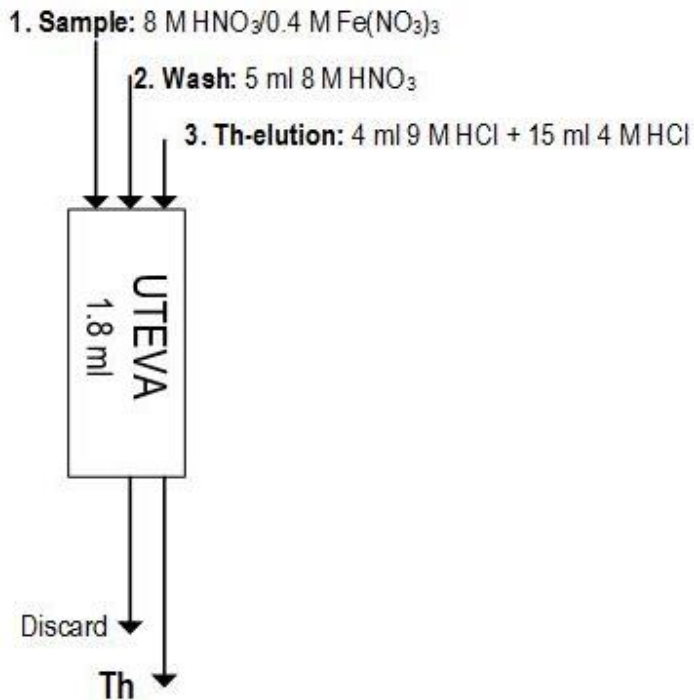 1. Sample: 8 M HNO₃/0.4 M Fe(NO₃)₃
2. Wash: 5 ml 8 M HNO₃
3. Th-elution: 4 ml 9 M HCl + 15 ml 4 M HCl
UTEVA
1.8 ml
Discard
Th